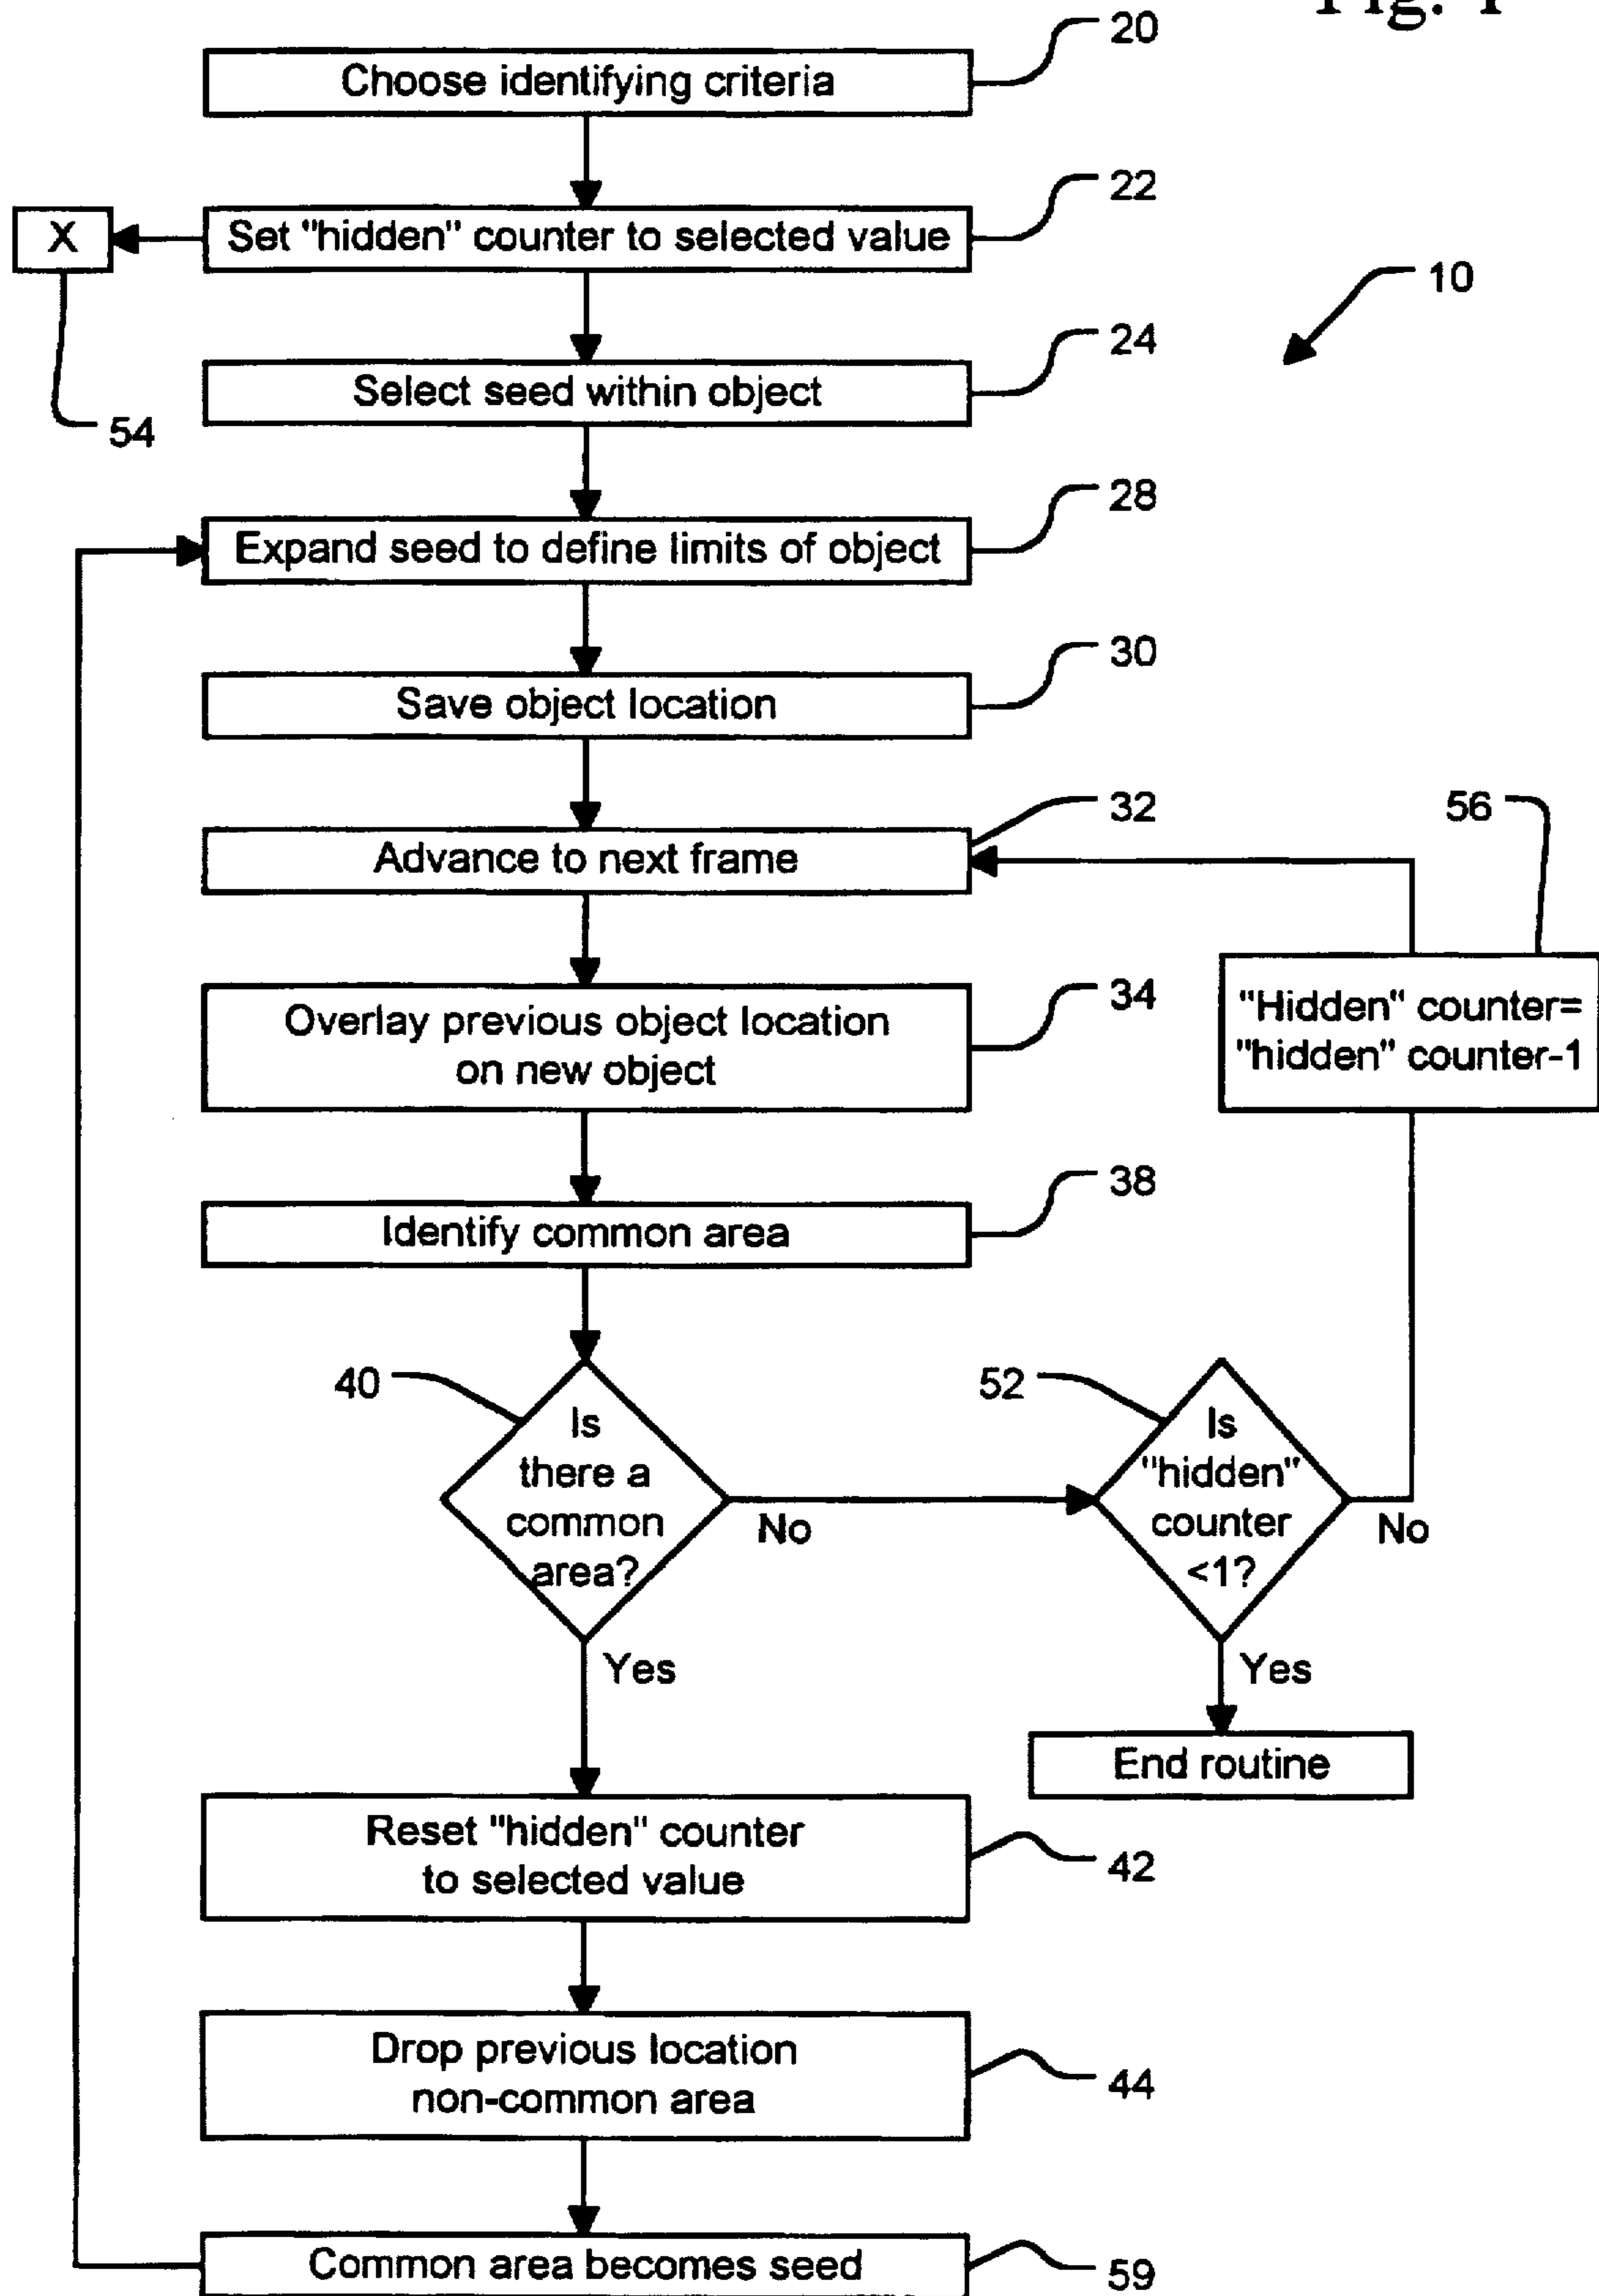 Fig. 1
20
Choose identifying criteria
22
X
Set "hidden" counter to selected value
10
24
Select seed within object
54
28
Expand seed to define limits of object
30
Save object location
32
56
Advance to next frame
34
"Hidden" counter=
"hidden" counter-1
Overlay previous object location
on new object
38
Identify common area
40
52
Is
there a
common
area?
No
Is
"hidden"
counter
<1?
No
Yes
Yes
End routine
Reset "hidden" counter
to selected value
42
Drop previous location
non-common area
44
Common area becomes seed
59